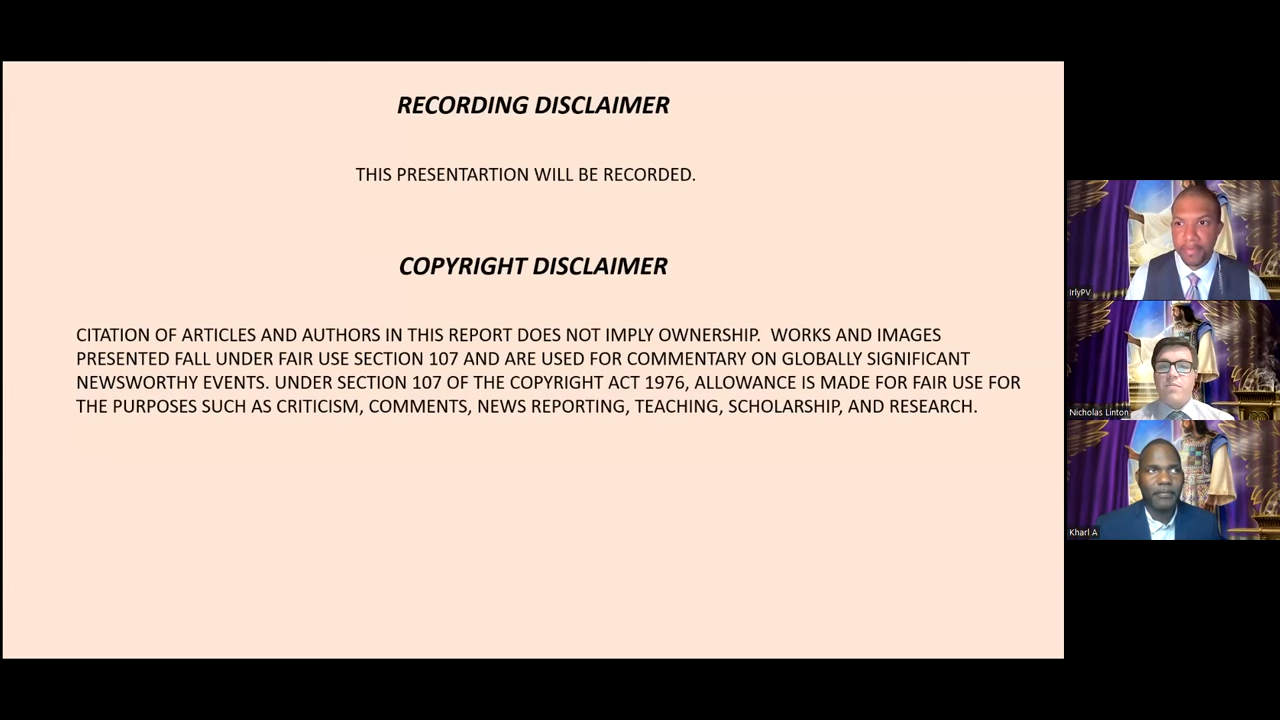 RECORDING DISCLAIMER
THIS PRESENTARTION WILL BE RECORDED.
COPYRIGHT DISCLAIMER
CITATION OF ARTICLES AND AUTHORS IN THIS REPORT DOES NOT IMPLY OWNERSHIP. WORKS AND IMAGES
PRESENTED FALL UNDER FAIR USE SECTION 107 AND ARE USED FOR COMMENTARY ON GLOBALLY SIGNIFICANT
NEWSWORTHY EVENTS. UNDER SECTION 107 OF THE COPYRIGHT ACT 1976, ALLOWANCE IS MADE FOR FAIR USE FOR
THE PURPOSES SUCH AS CRITICISM, COMMENTS, NEWS REPORTING, TEACHING, SCHOLARSHIP, AND RESEARCH.
IrlyPV
Nicholas Linton
Kharl A